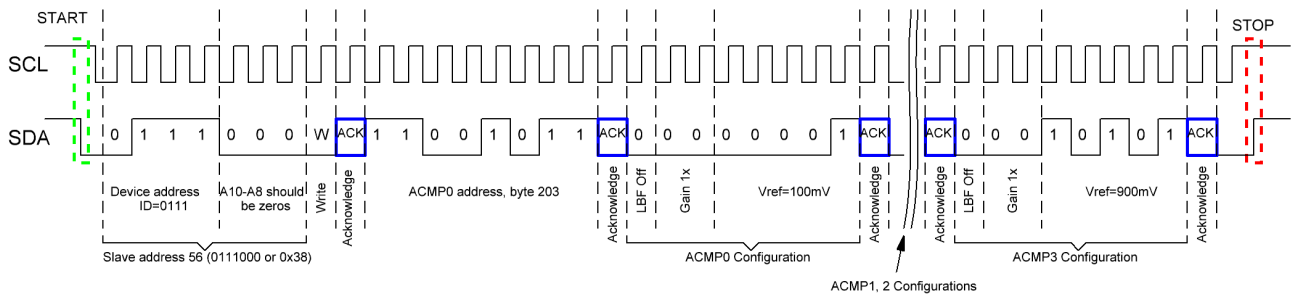 START
STOP
SCL
SDA
0 1 1 1 0 0 0 W ACK 1 1 0 0 1 0 1 1 ACK 0 0 0 0 0 0 0 1 ACK ACK 0 0 0 1 0 1 0 1 ACK
Device address
ID=0111
A10-A8 should
be zeros
Write
Acknowledge
ACMP0 address, byte 203
Acknowledge
LBF Off
Gain 1x
Vref=100mV
Acknowledge
Acknowledge
LBF Off
Gain 1x
Vref=900mV
Acknowledge
Slave address 56 (0111000 or 0x38)
ACMP0 Configuration
ACMP3 Configuration
ACMP1, 2 Configurations